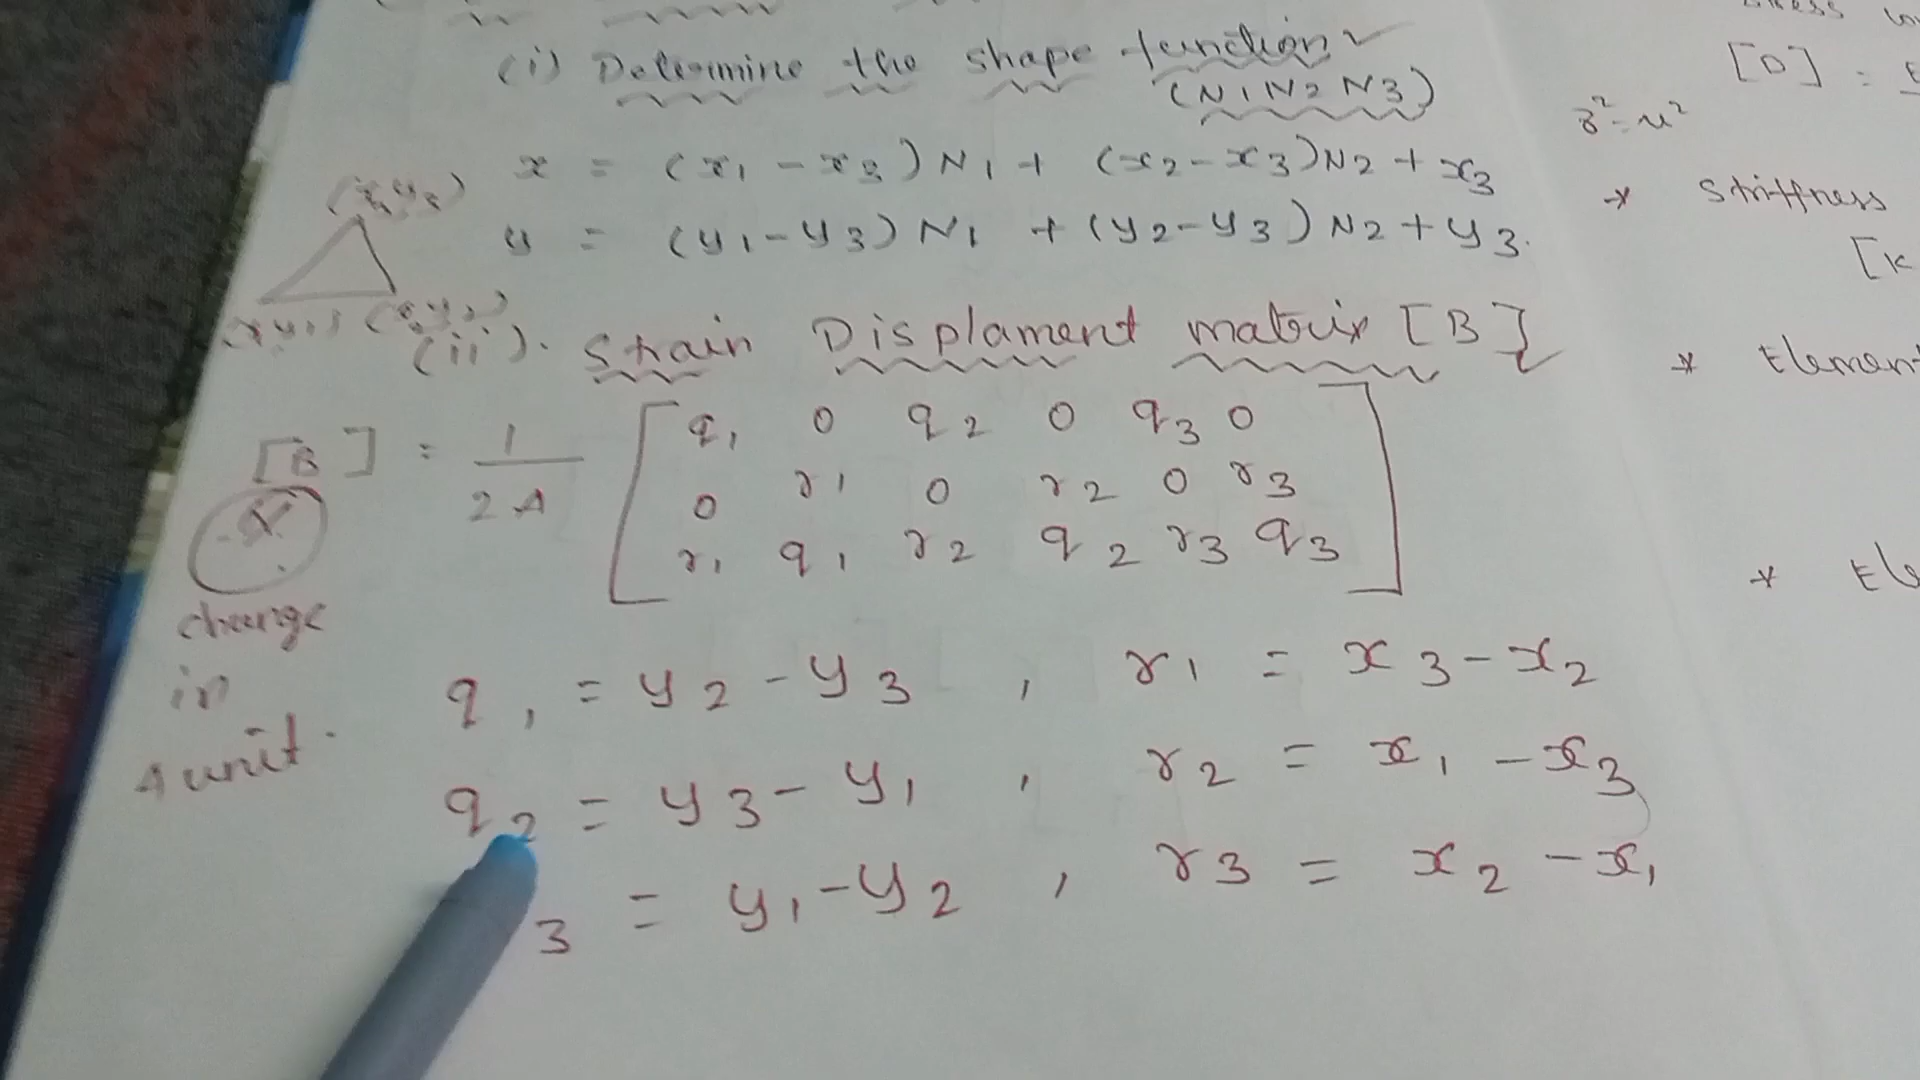 (i) Determine the shape function
(N1 N2 N3)
x = (x1 - x3) N1 + (x2 - x3) N2 + x3
y = (y1 - y3) N1 + (y2 - y3) N2 + y3.
(ii). Strain Displament matrix [B]
[B] = 1/2A [ q1 0 q2 0 q3 0
0 r1 0 r2 0 r3
r1 q1 r2 q2 r3 q3 ]
change
in
A unit.
q1 = y2 - y3 , r1 = x3 - x2
q2 = y3 - y1 , r2 = x1 - x3
3 = y1 - y2 , r3 = x2 - x1
[D] =
* Stiffness
[K
* Element
* Ele